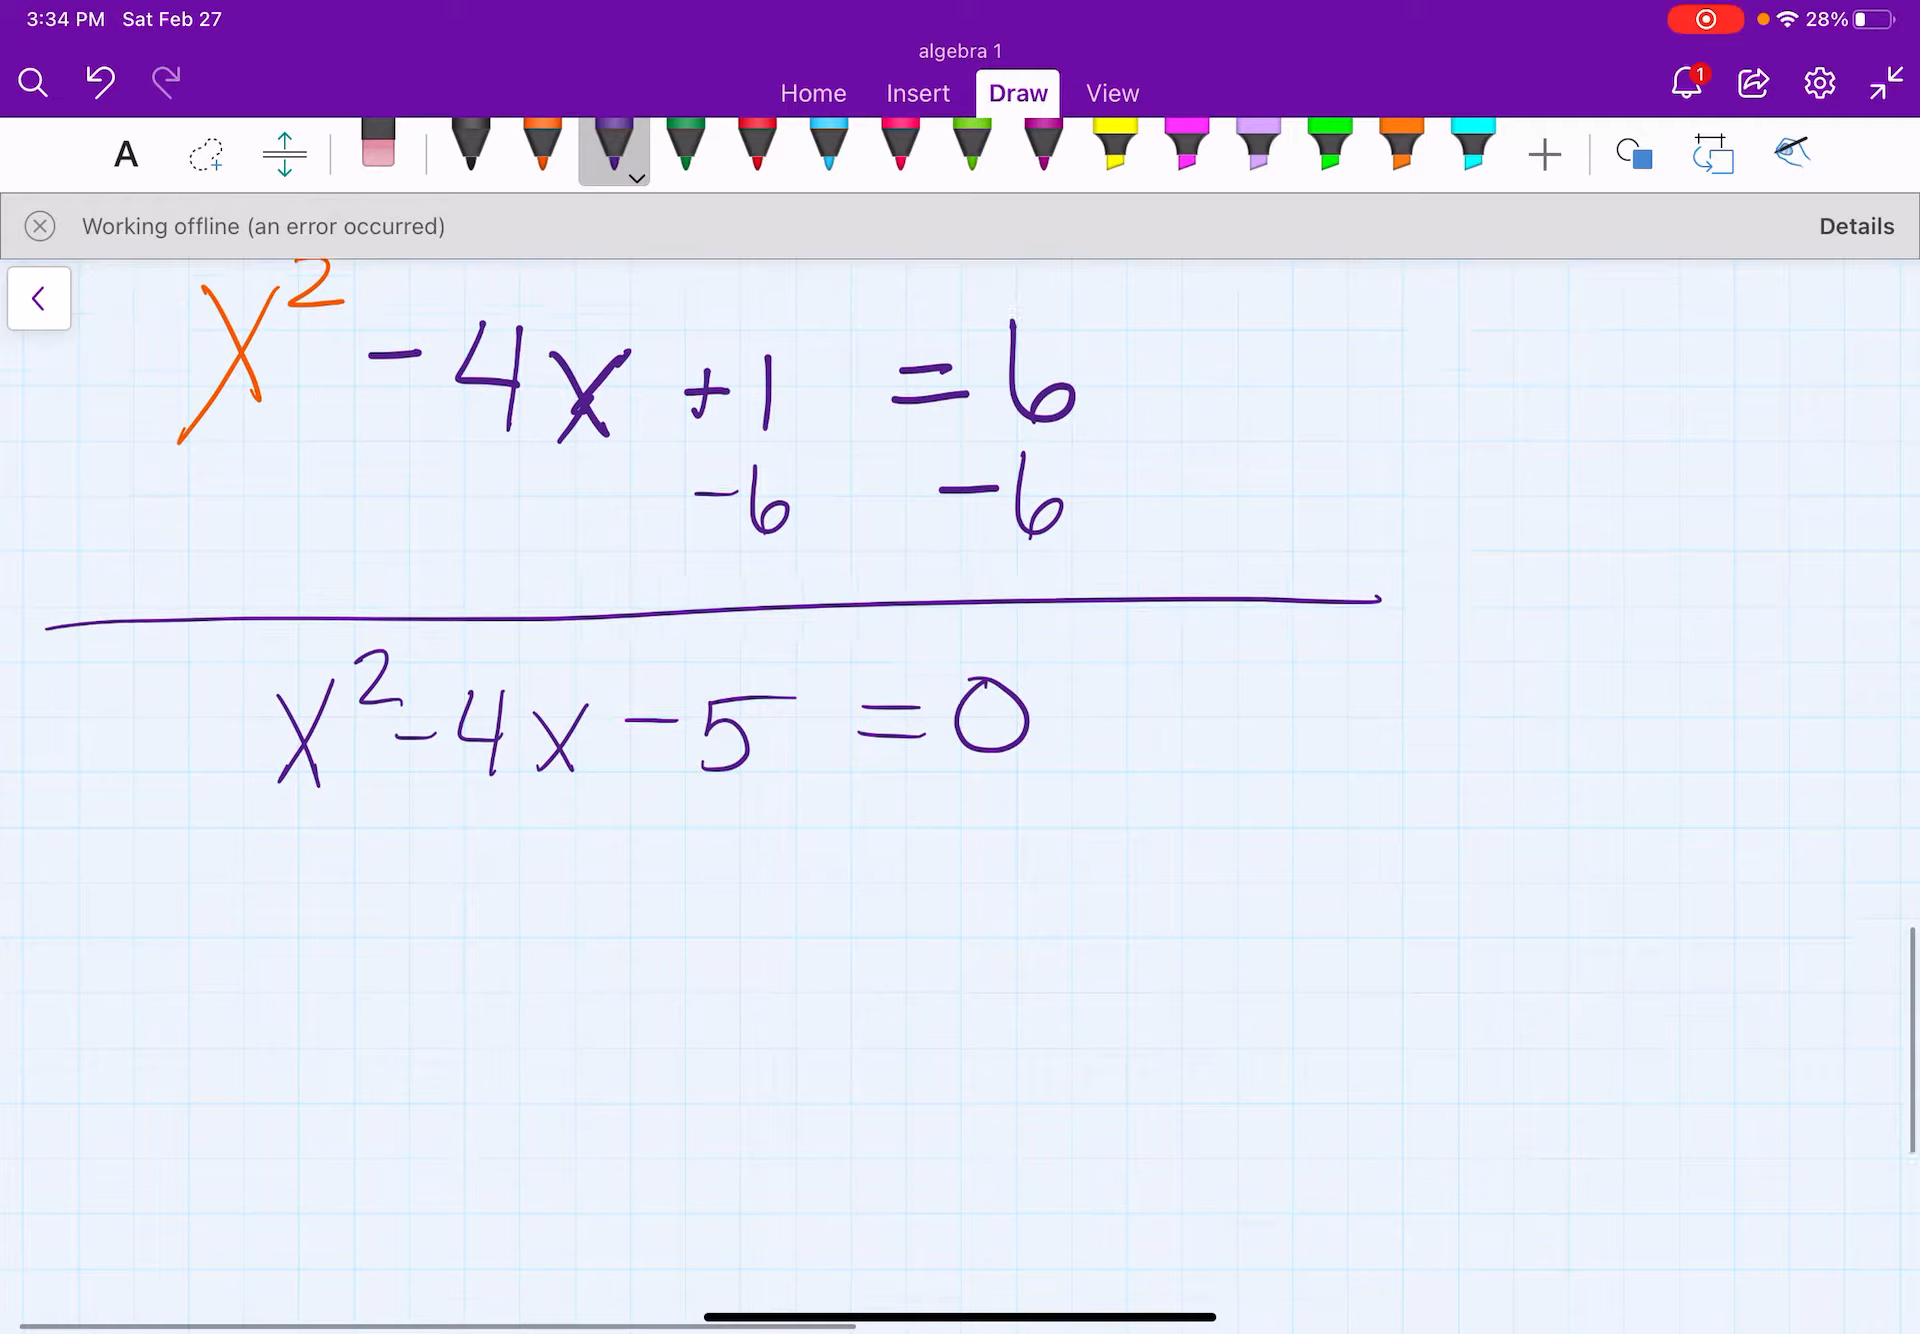 3:34 PM Sat Feb 27
28%
algebra 1
Home Insert Draw View
1
A
Working offline (an error occurred)
Details
x² - 4x + 1 = 6
-6 -6
x² - 4x - 5 = 0